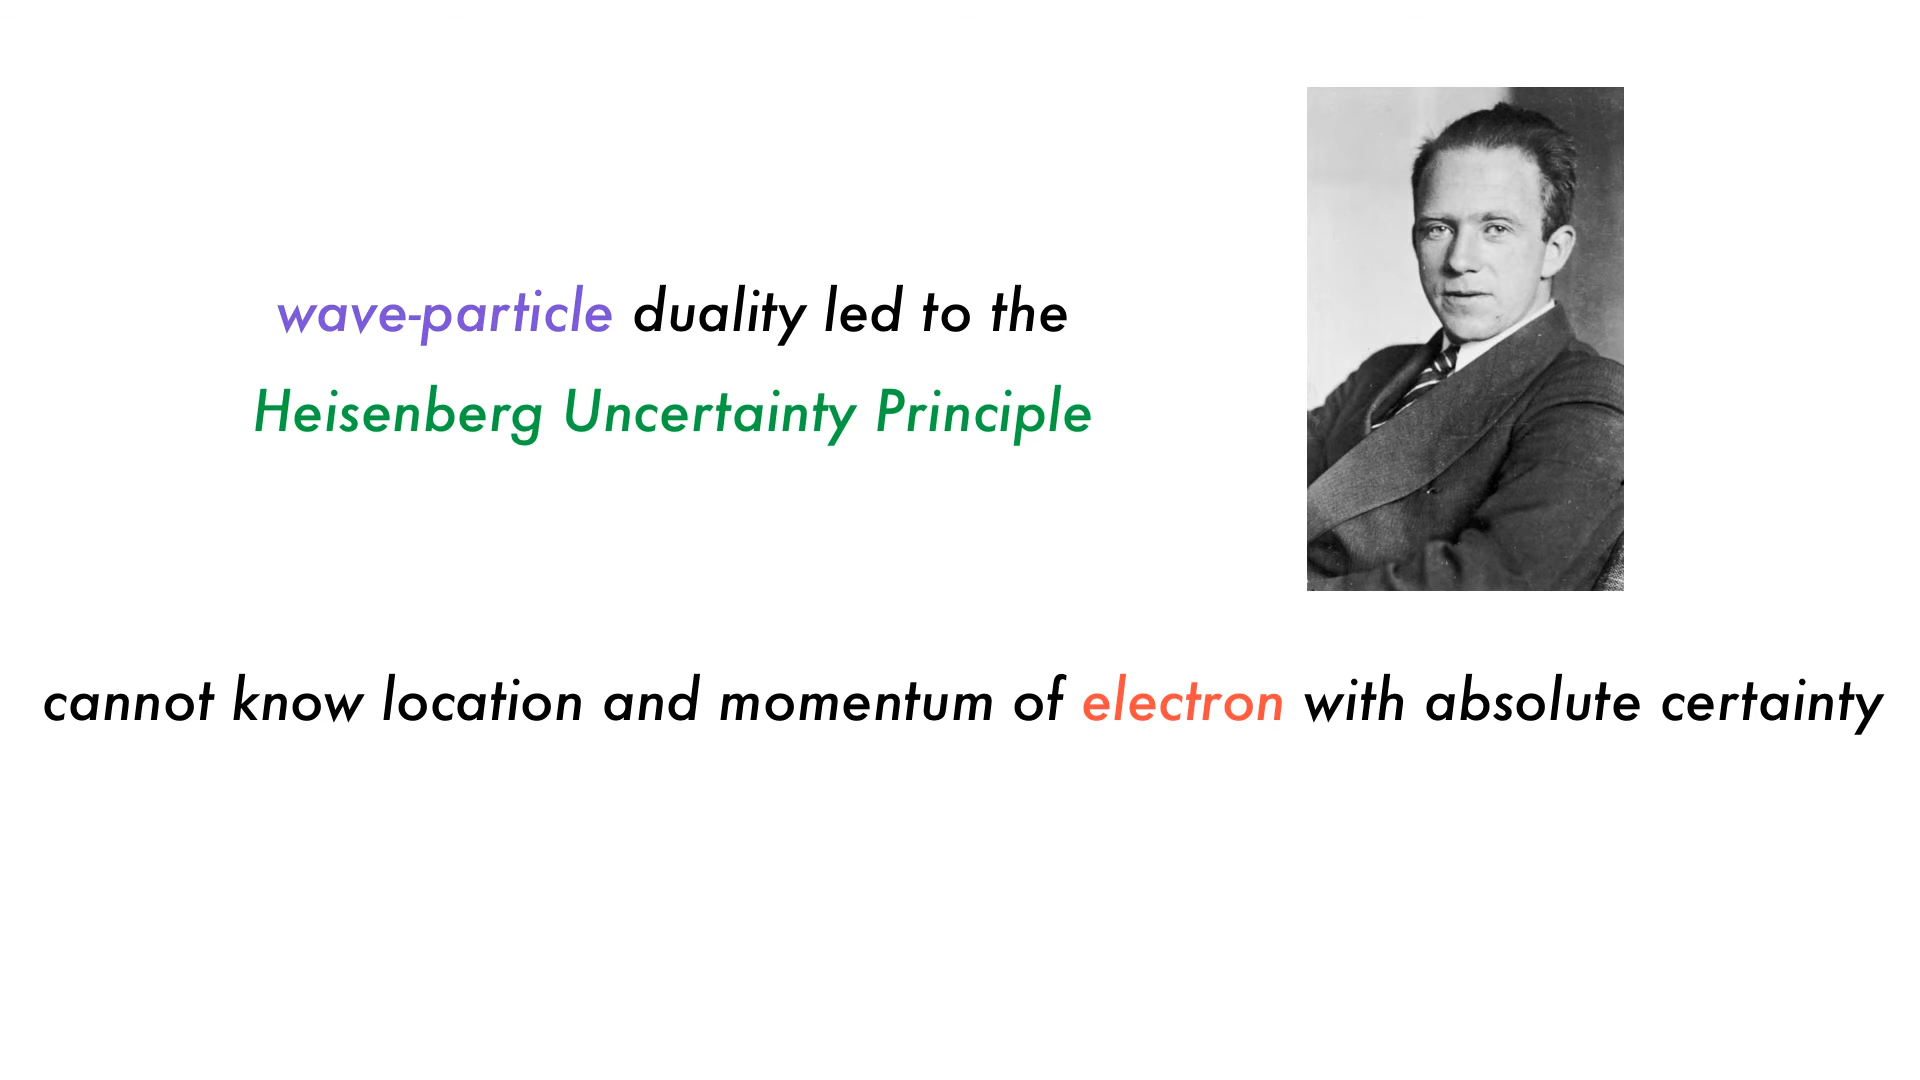 wave-particle duality led to the
Heisenberg Uncertainty Principle
cannot know location and momentum of electron with absolute certainty